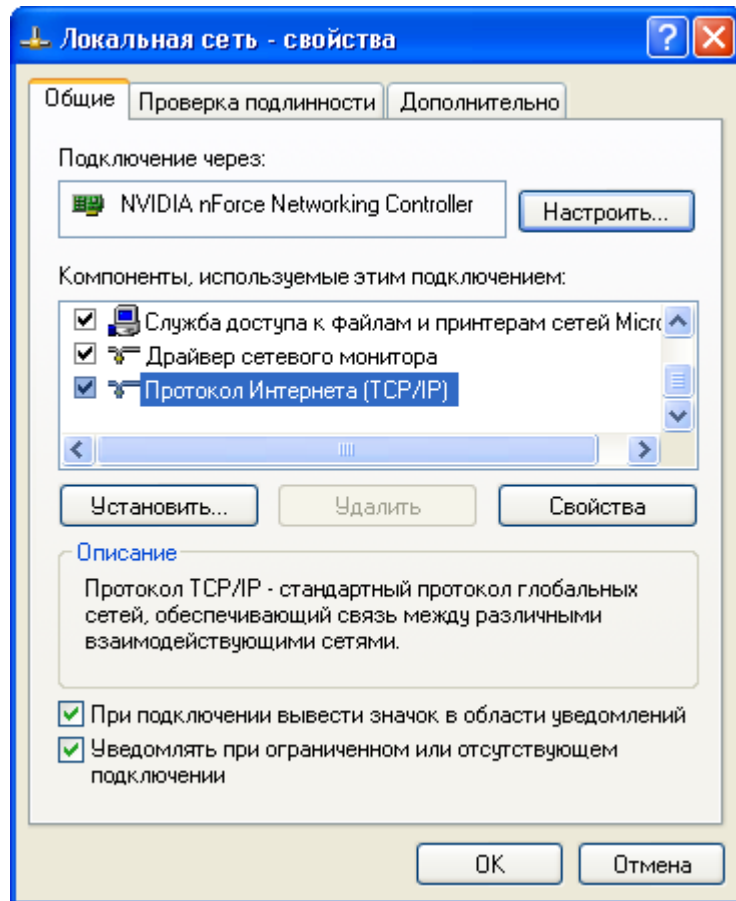 Локальная сеть - свойства
Общие
Проверка подлинности
Дополнительно
Подключение через:
NVIDIA nForce Networking Controller
Настроить...
Компоненты, используемые этим подключением:
Служба доступа к файлам и принтерам сетей Micro
Драйвер сетевого монитора
Протокол Интернета (TCP/IP)
Установить...
Удалить
Свойства
Описание
Протокол TCP/IP - стандартный протокол глобальных
сетей, обеспечивающий связь между различными
взаимодействующими сетями.
При подключении вывести значок в области уведомлений
Уведомлять при ограниченном или отсутствующем
подключении
OK
Отмена